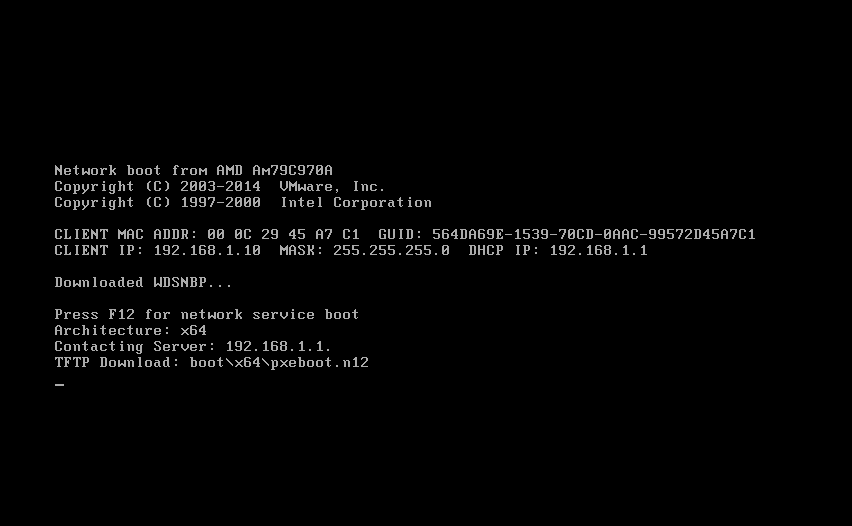 Network boot from AMD Am79C970A
Copyright (C) 2003-2014  VMware, Inc.
Copyright (C) 1997-2000  Intel Corporation
CLIENT MAC ADDR: 00 0C 29 45 A7 C1  GUID: 564DA69E-1539-70CD-0AAC-99572D45A7C1
CLIENT IP: 192.168.1.10  MASK: 255.255.255.0  DHCP IP: 192.168.1.1
Downloaded WDSNBP...
Press F12 for network service boot
Architecture: x64
Contacting Server: 192.168.1.1.
TFTP Download: boot\x64\pxeboot.n12
_